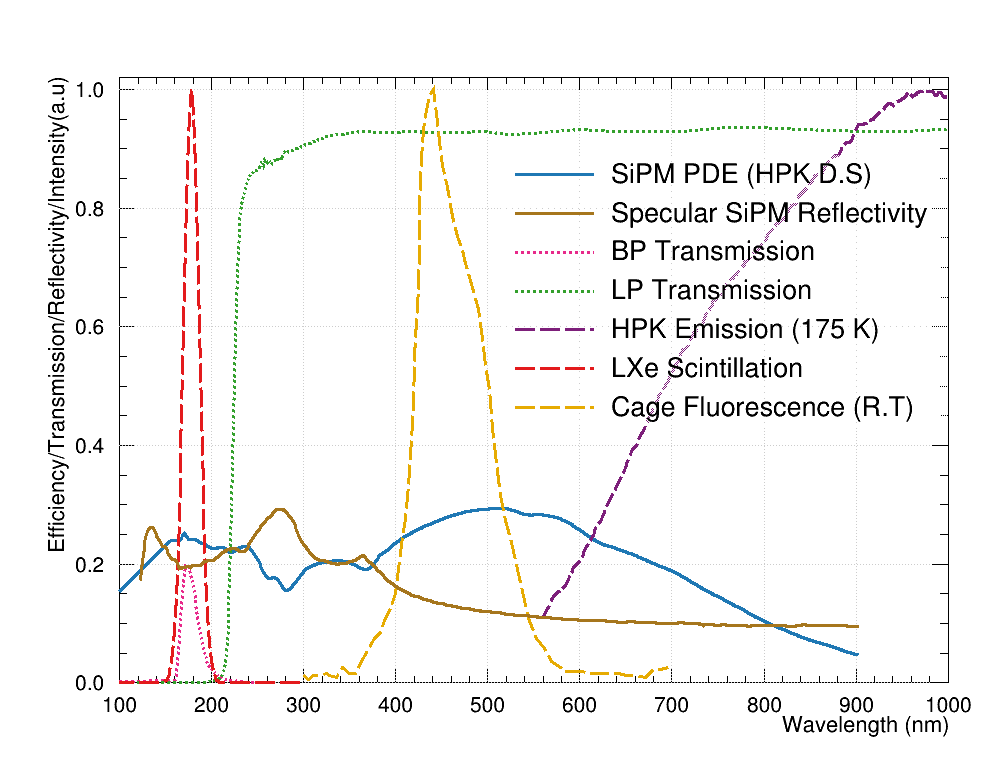 Efficiency/Transmission/Reflectivity/Intensity(a.u)
1.0
0.8
0.6
0.4
0.2
0.0
SiPM PDE (HPK D.S)
Specular SiPM Reflectivity
BP Transmission
LP Transmission
HPK Emission (175 K)
LXe Scintillation
Cage Fluorescence (R.T)
100 200 300 400 500 600 700 800 900 1000
Wavelength (nm)